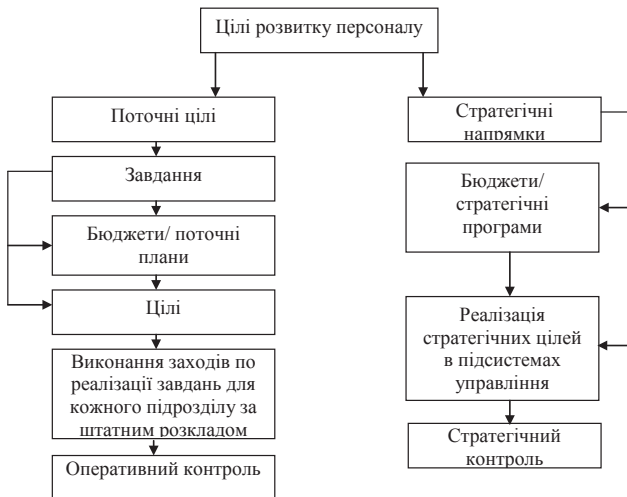 Цілі розвитку персоналу
Поточні цілі
Завдання
Бюджети/ поточні
плани
Цілі
Виконання заходів по
реалізації завдань для
кожного підрозділу за
штатним розкладом
Оперативний контроль
Стратегічні
напрямки
Бюджети/
стратегічні
програми
Реалізація
стратегічних цілей
в підсистемах
управління
Стратегічний
контроль